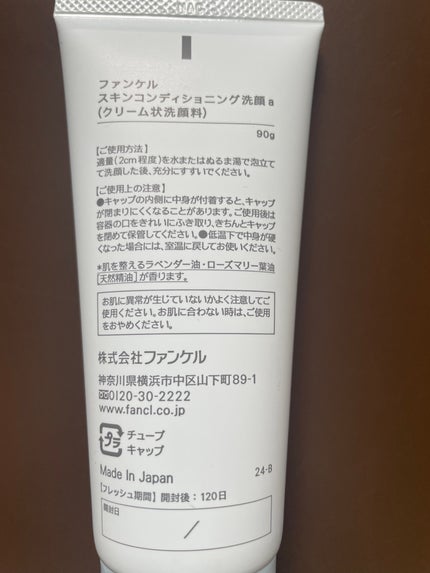 ファンケル
スキンコンディショニング洗顔a
(クリーム状洗顔料)
90g
【ご使用方法】
適量(2cm程度)を水またはぬるま湯で泡立て
て洗顔した後、充分にすすいでください。
【ご使用上の注意】
●キャップの内側に中身が付着すると、キャップ
が閉まりにくくなることがあります。ご使用後は
容器の口をきれいにふき取り、きちんとキャップ
を閉めて保管してください。●低温下で中身が硬
くなった場合には、室温に戻してお使いください。
*肌を整えるラベンダー油・ローズマリー葉油
[天然精油]が香ります。
お肌に異常が生じていないかよく注意してご
使用ください。お肌に合わない時は、ご使用
をおやめください。
株式会社ファンケル
神奈川県横浜市中区山下町89-1
0120-30-2222
www.fancl.co.jp
プラ
チューブ
キャップ
Made In Japan
24-B
【フレッシュ期間】開封後：120日
開封日
/